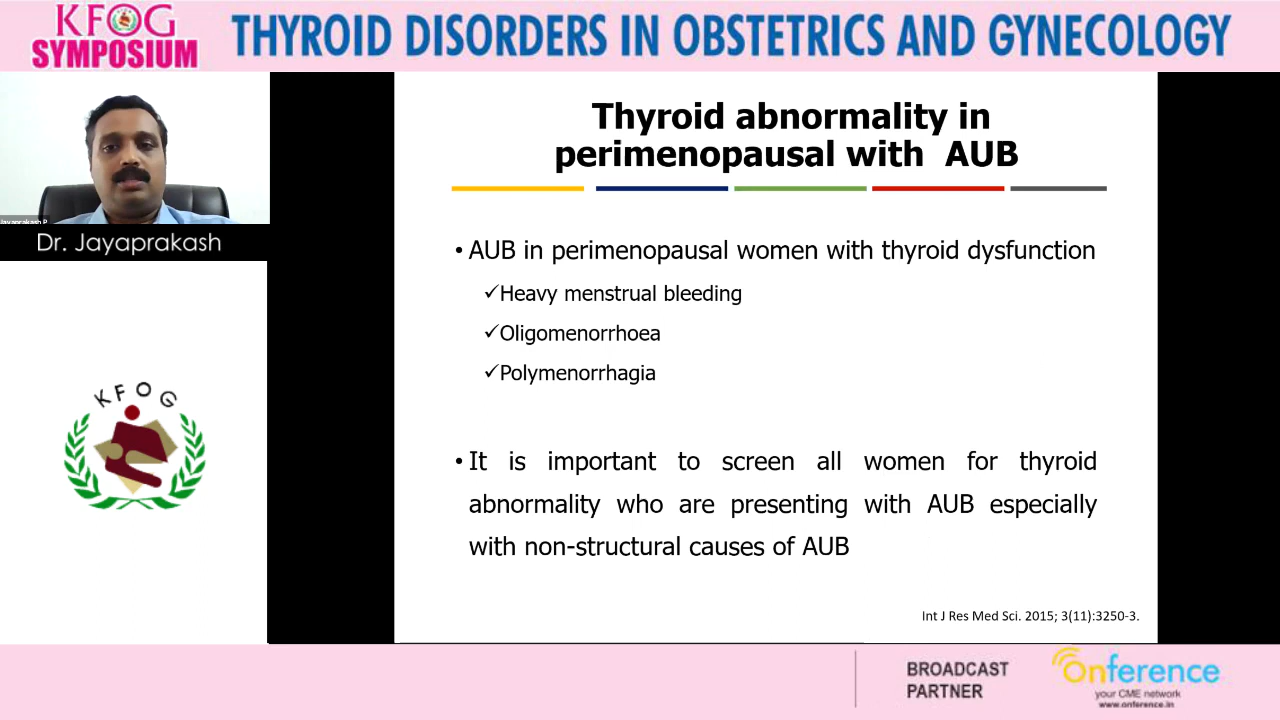 KFOG
SYMPOSIUM
THYROID DISORDERS IN OBSTETRICS AND GYNECOLOGY
Jayaprakash P
Dr. Jayaprakash
KFOG
Thyroid abnormality in
perimenopausal with AUB
• AUB in perimenopausal women with thyroid dysfunction
✓Heavy menstrual bleeding
✓Oligomenorrhoea
✓Polymenorrhagia
• It is important to screen all women for thyroid
abnormality who are presenting with AUB especially
with non-structural causes of AUB
Int J Res Med Sci. 2015; 3(11):3250-3.
BROADCAST
PARTNER
Onference
your CME network
www.onference.in